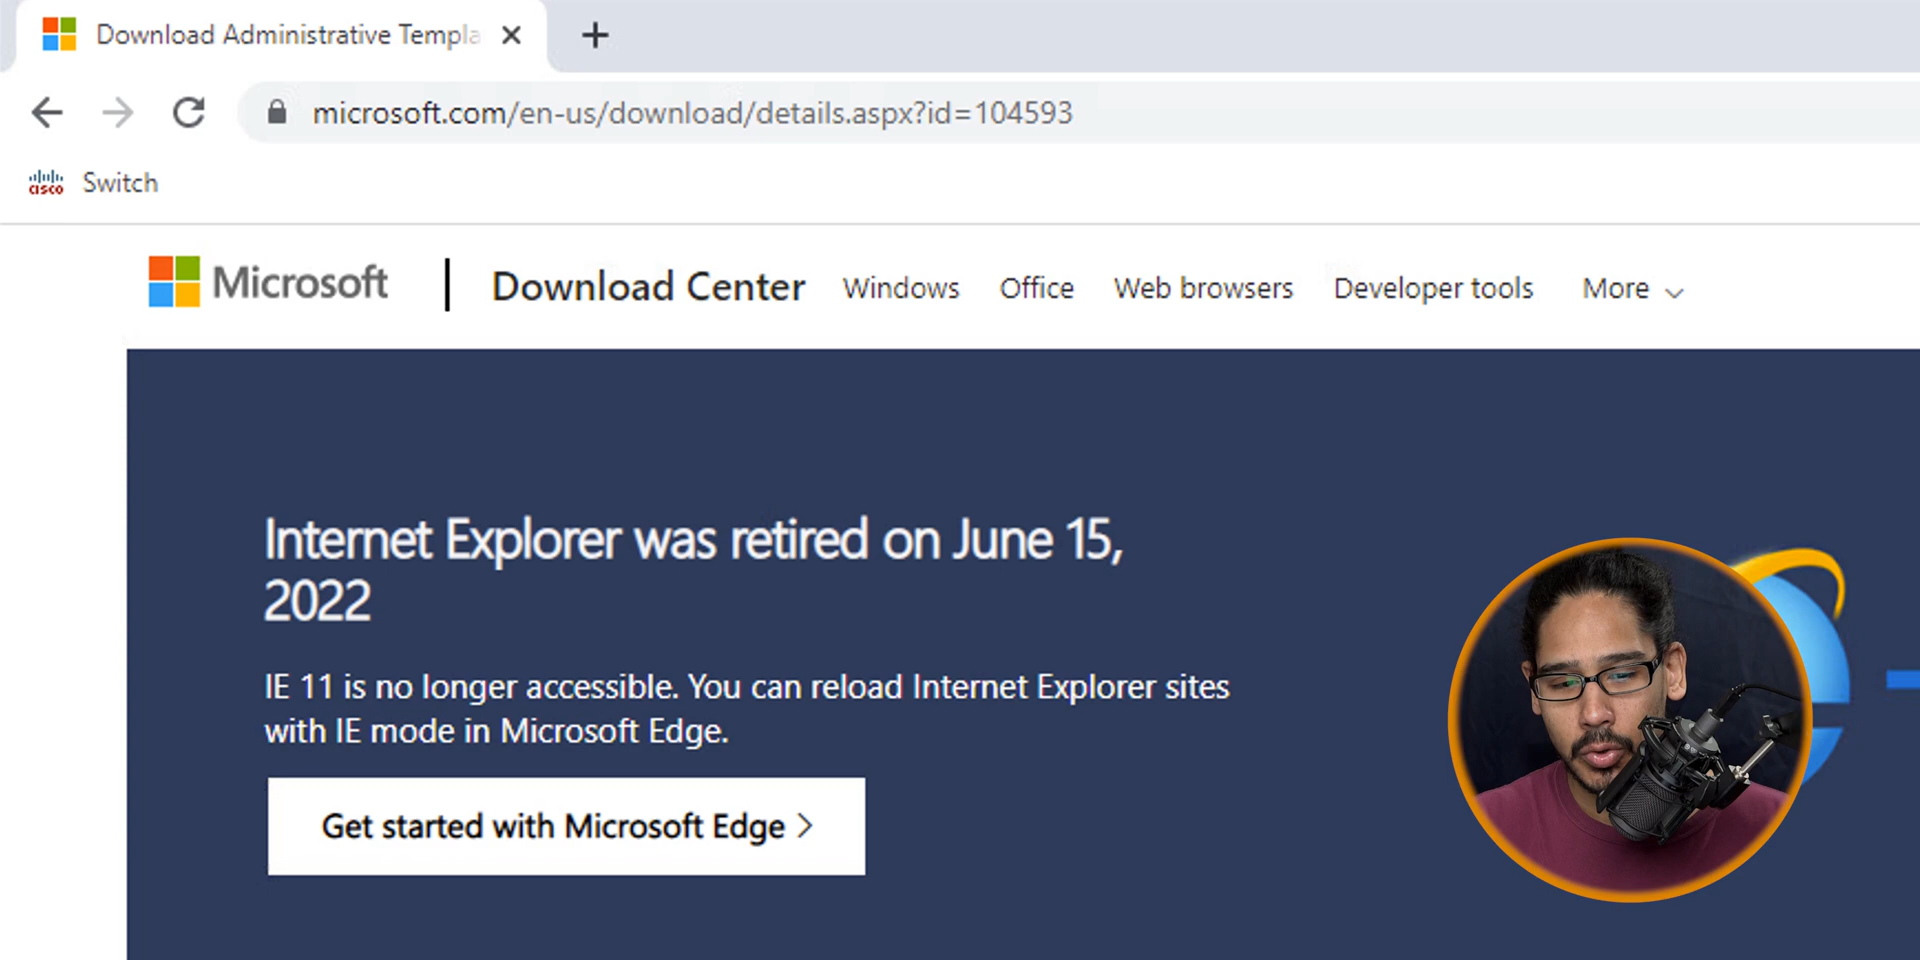 Download Administrative Templa
microsoft.com/en-us/download/details.aspx?id=104593
cisco Switch
Microsoft | Download Center Windows Office Web browsers Developer tools More
Internet Explorer was retired on June 15,
2022
IE 11 is no longer accessible. You can reload Internet Explorer sites
with IE mode in Microsoft Edge.
Get started with Microsoft Edge >